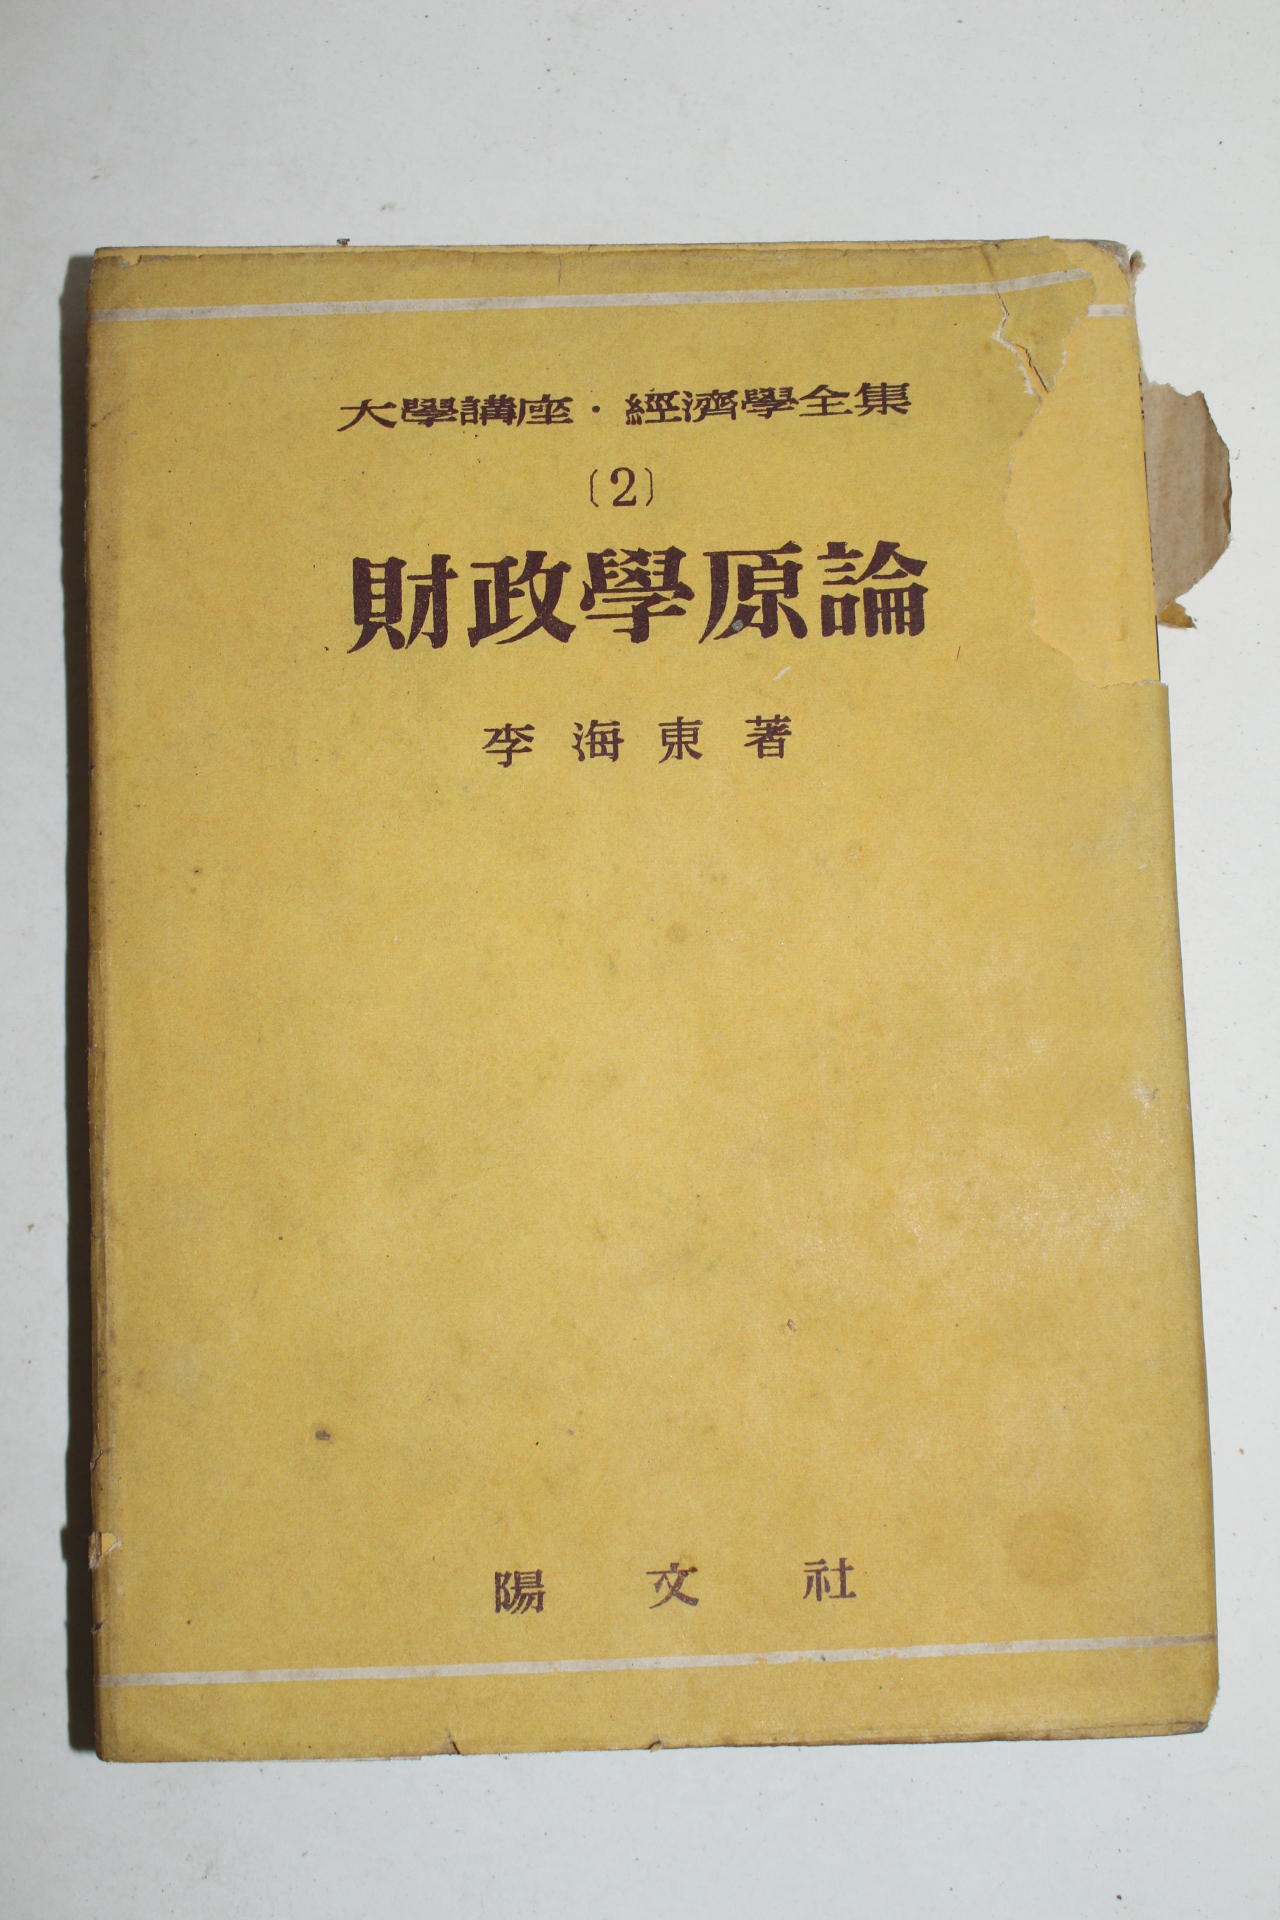 大學講座・經濟學全集
〔2〕
財政學原論
李海東著
陽文社